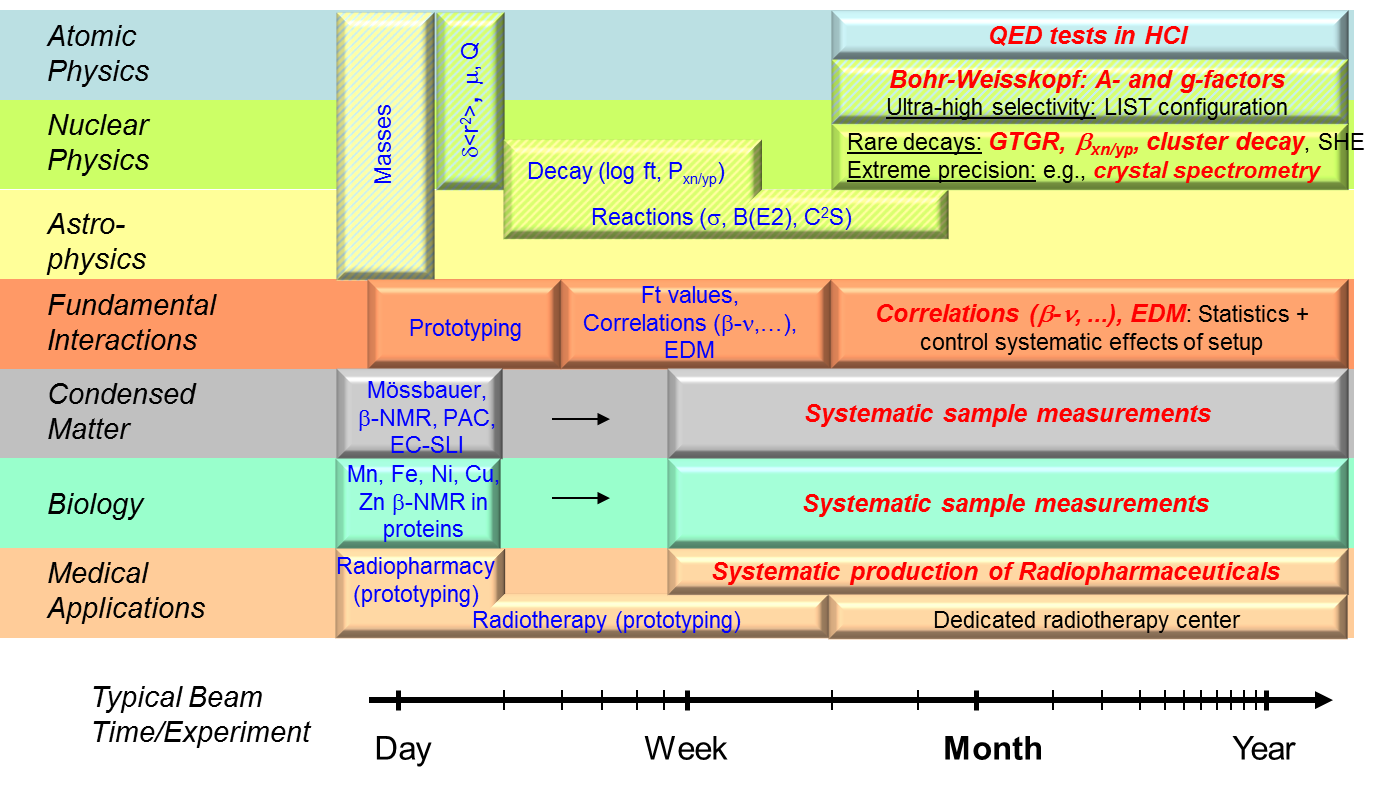 Atomic
Physics
Masses
δ<r²>, μ, Q
QED tests in HCI
Bohr-Weisskopf: A- and g-factors
Ultra-high selectivity: LIST configuration
Nuclear
Physics
Decay (log ft, Pxn/yp)
Rare decays: GTGR, βxn/yp, cluster decay, SHE
Extreme precision: e.g., crystal spectrometry
Astro-
physics
Reactions (σ, B(E2), C²S)
Fundamental
Interactions
Prototyping
Ft values,
Correlations (β-ν,…),
EDM
Correlations (β-ν, ...), EDM: Statistics +
control systematic effects of setup
Condensed
Matter
Mössbauer,
β-NMR, PAC,
EC-SLI
Systematic sample measurements
Biology
Mn, Fe, Ni, Cu,
Zn β-NMR in
proteins
Systematic sample measurements
Medical
Applications
Radiopharmacy
(prototyping)
Radiotherapy (prototyping)
Systematic production of Radiopharmaceuticals
Dedicated radiotherapy center
Typical Beam
Time/Experiment
Day
Week
Month
Year